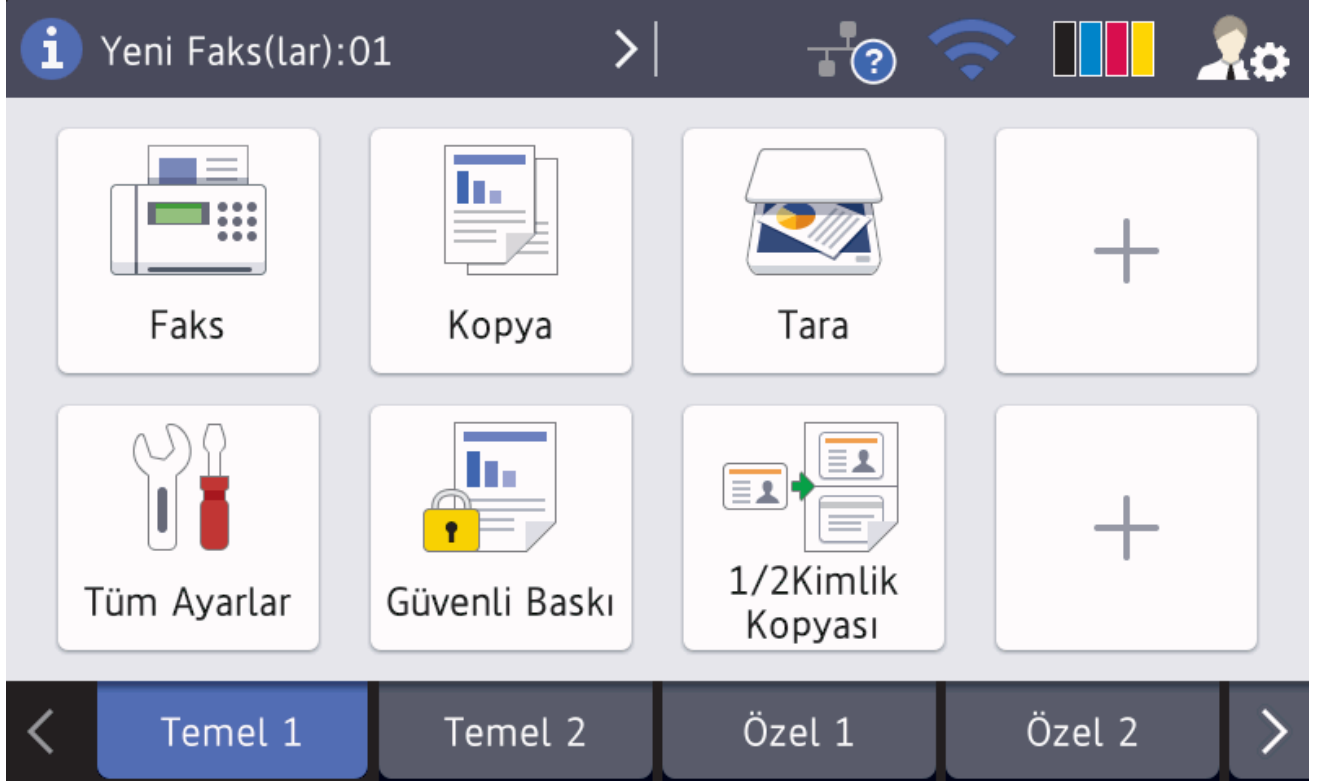 Yeni Faks(lar):01
Faks
Kopya
Tara
Tüm Ayarlar
Güvenli Baskı
1/2Kimlik
Kopyası
Temel 1
Temel 2
Özel 1
Özel 2